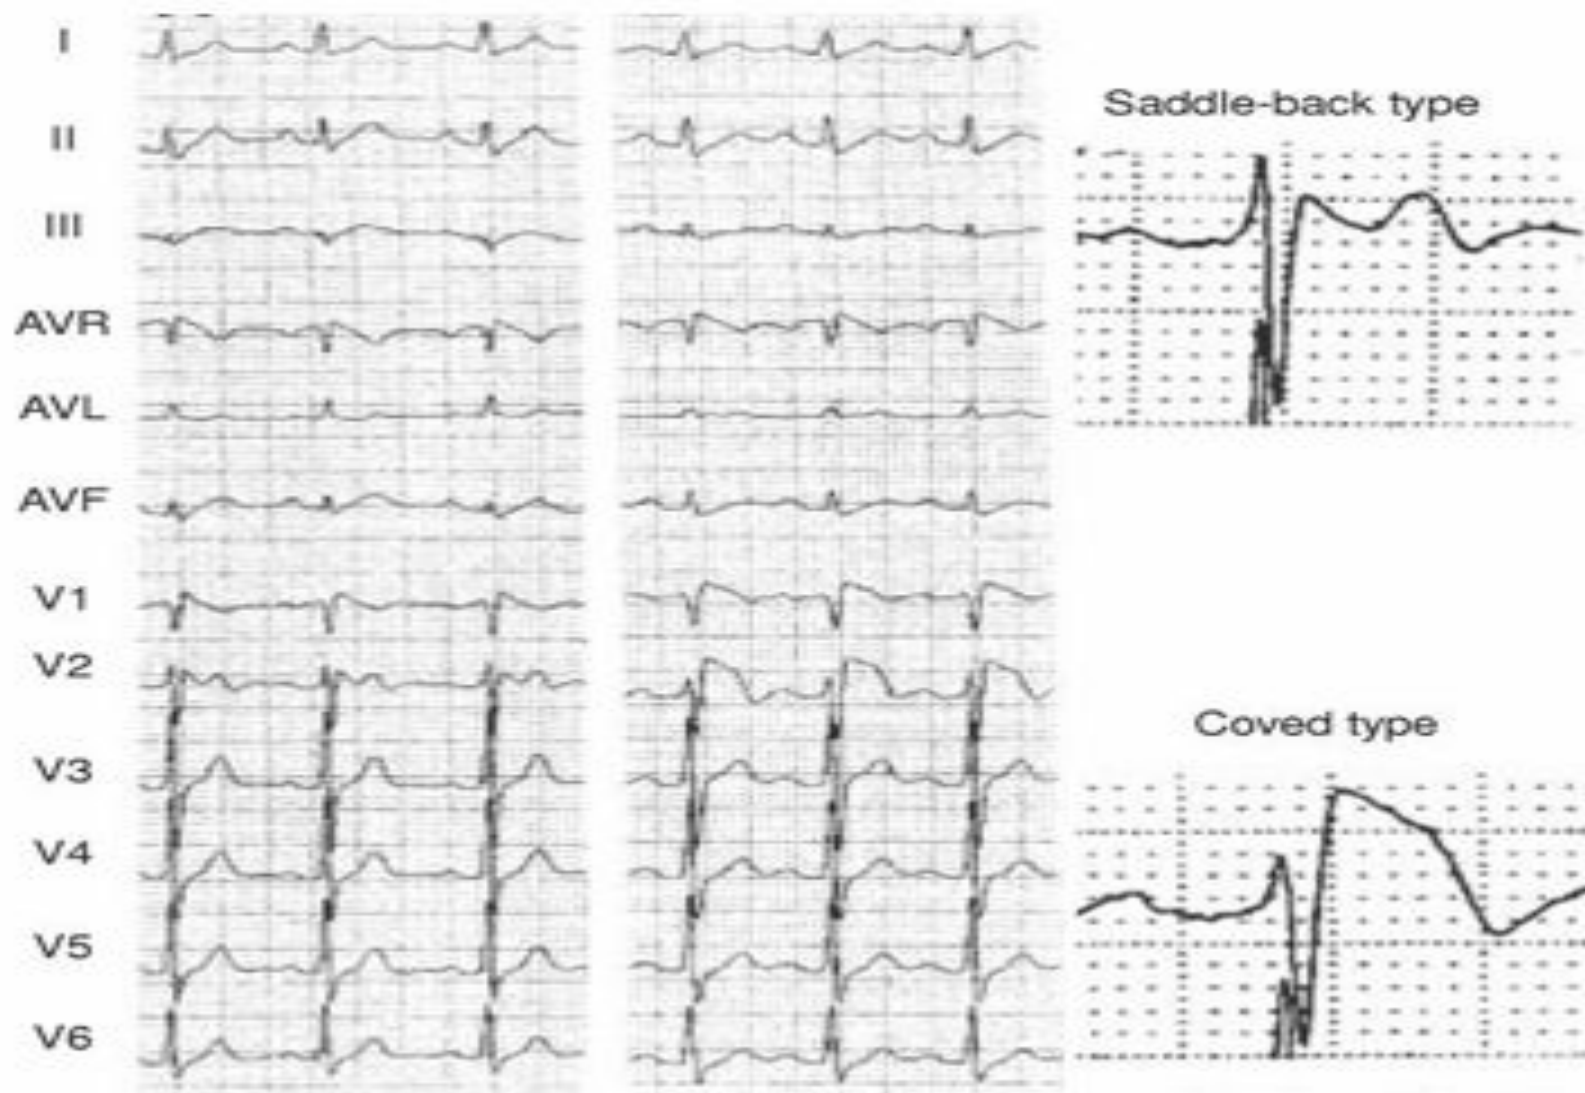 I
II
III
AVR
AVL
AVF
V1
V2
V3
V4
V5
V6
Saddle-back type
Coved type